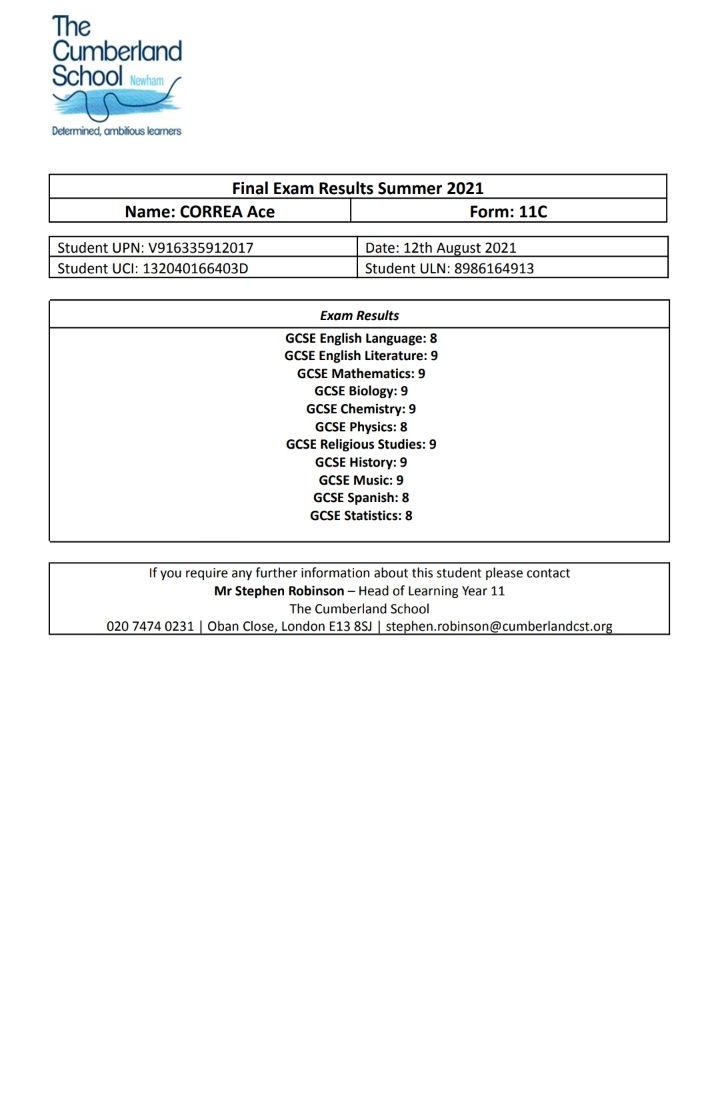 The
Cumberland
School Newham
Determined, ambitious learners
Final Exam Results Summer 2021
Name: CORREA Ace
Form: 11C
Student UPN: V916335912017
Date: 12th August 2021
Student UCI: 132040166403D
Student ULN: 8986164913
Exam Results
GCSE English Language: 8
GCSE English Literature: 9
GCSE Mathematics: 9
GCSE Biology: 9
GCSE Chemistry: 9
GCSE Physics: 8
GCSE Religious Studies: 9
GCSE History: 9
GCSE Music: 9
GCSE Spanish: 8
GCSE Statistics: 8
If you require any further information about this student please contact
Mr Stephen Robinson – Head of Learning Year 11
The Cumberland School
020 7474 0231 | Oban Close, London E13 8SJ | stephen.robinson@cumberlandcst.org